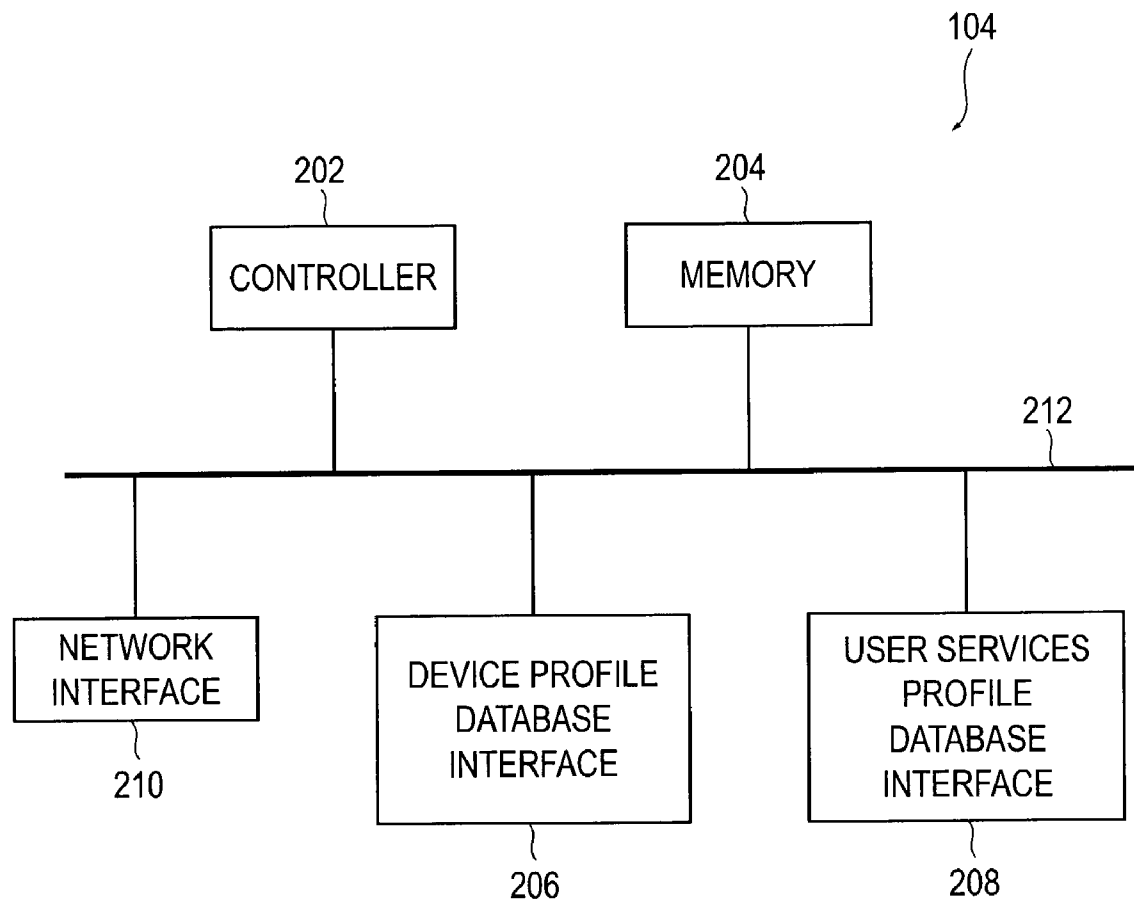 104
202
204
CONTROLLER
MEMORY
212
NETWORK
INTERFACE
210
DEVICE PROFILE
DATABASE
INTERFACE
206
USER SERVICES
PROFILE
DATABASE
INTERFACE
208